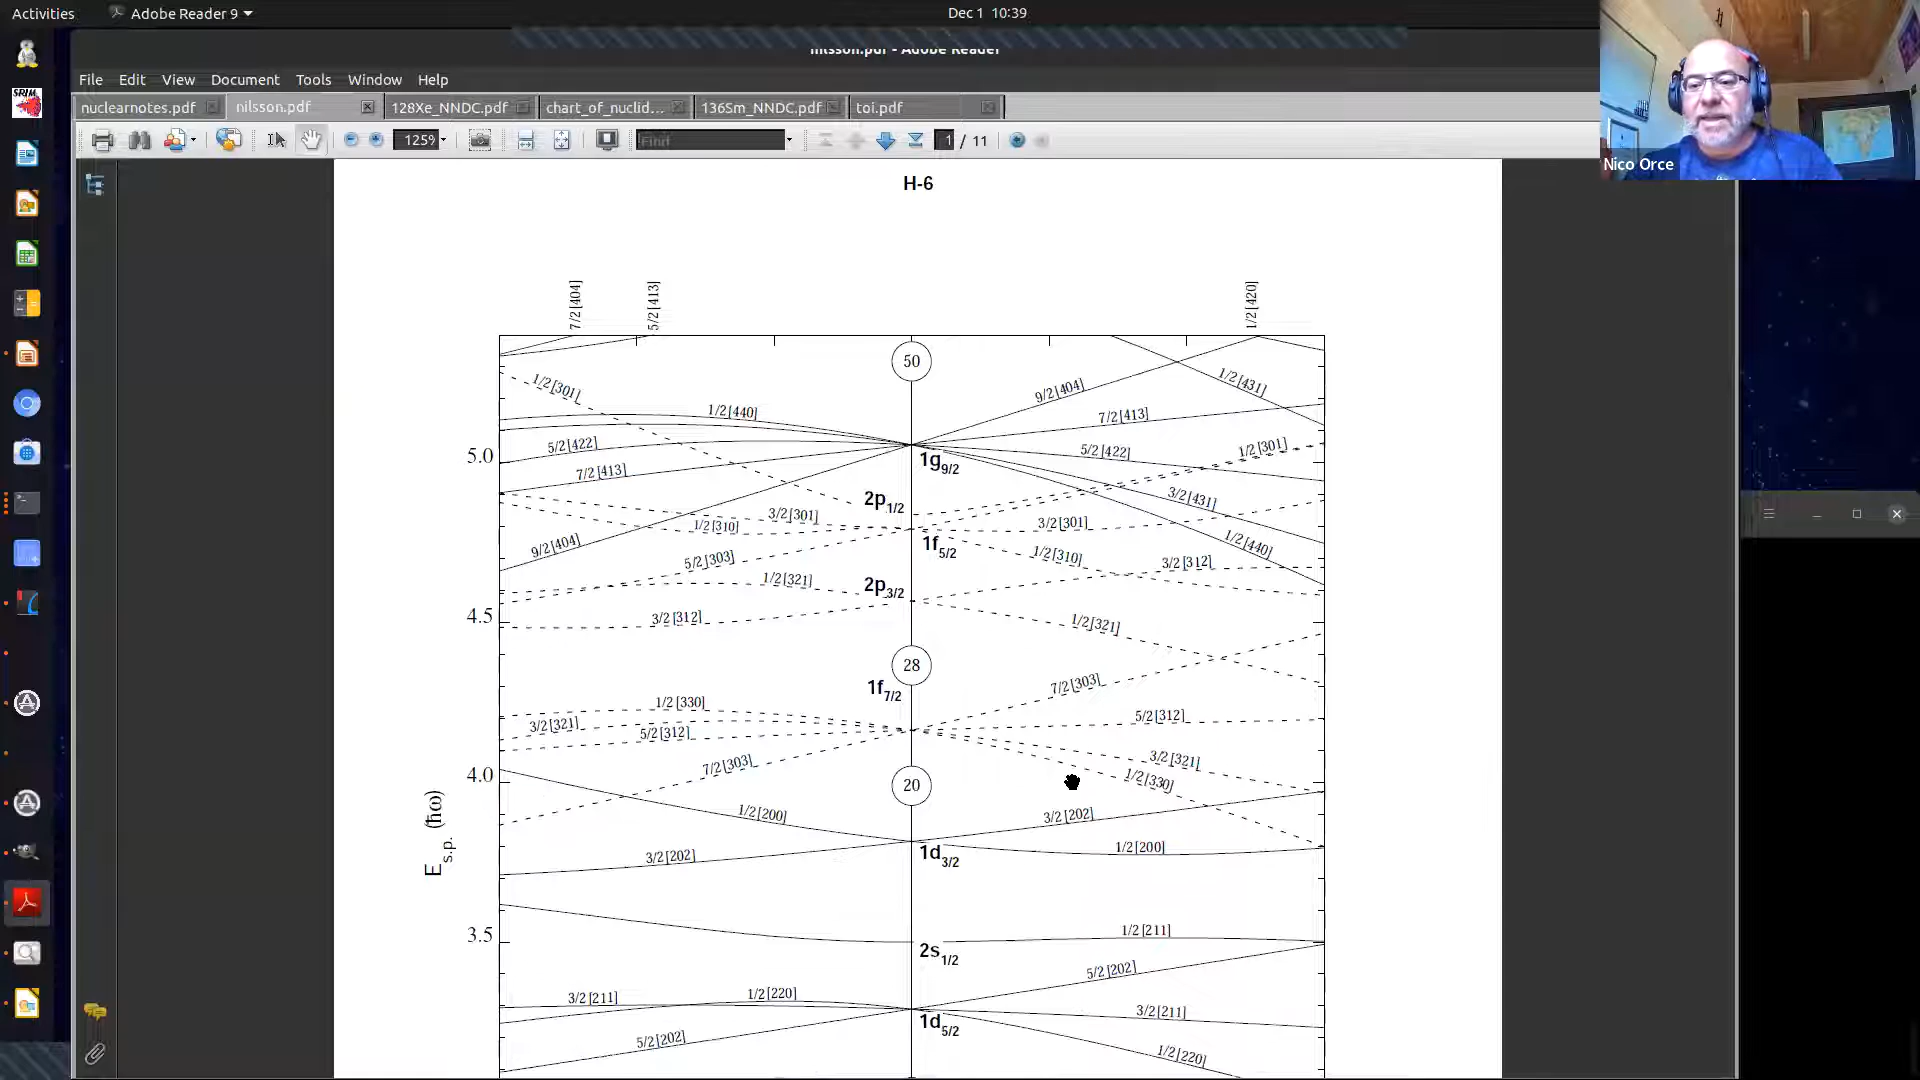 Activities
Adobe Reader 9
Dec 1 10:39
nilsson.pdf - Adobe Reader
Nico Orce
File Edit View Document Tools Window Help
nuclearnotes.pdf nilsson.pdf 128Xe_NNDC.pdf chart_of_nuclid... 136Sm_NNDC.pdf toi.pdf
SRIM
125% Find 1 / 11
H-6
7/2[404] 5/2[413] 1/2[420]
50
1/2[301] 9/2[404] 1/2[431]
1/2[440] 7/2[413]
5/2[422] 5/2[422] 1/2[301]
5.0
1g9/2
7/2[413] 3/2[431]
2p1/2
3/2[301] 3/2[301]
1/2[310]
9/2[404] 1f5/2 1/2[440]
5/2[303] 1/2[310] 3/2[312]
1/2[321] 2p3/2
4.5
3/2[312] 1/2[321]
28
1f7/2 7/2[303]
1/2[330] 5/2[312]
3/2[321] 5/2[312]
7/2[303] 3/2[321]
4.0 20 1/2[330]
1/2[200] 3/2[202]
Es.p. (ħω)
3/2[202] 1d3/2 1/2[200]
3.5 1/2[211]
2s1/2
5/2[202]
3/2[211] 1/2[220] 3/2[211]
1d5/2
5/2[202] 1/2[220]